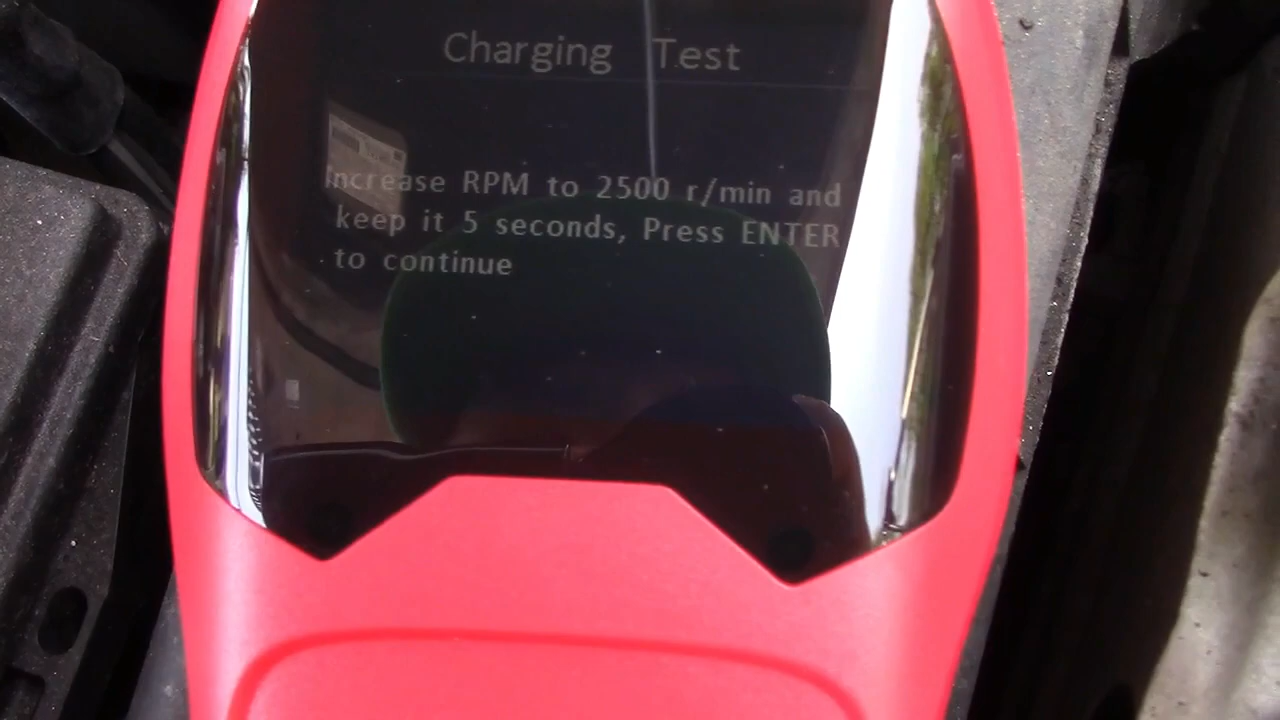 Charging Test
Increase RPM to 2500 r/min and
keep it 5 seconds, Press ENTER
to continue